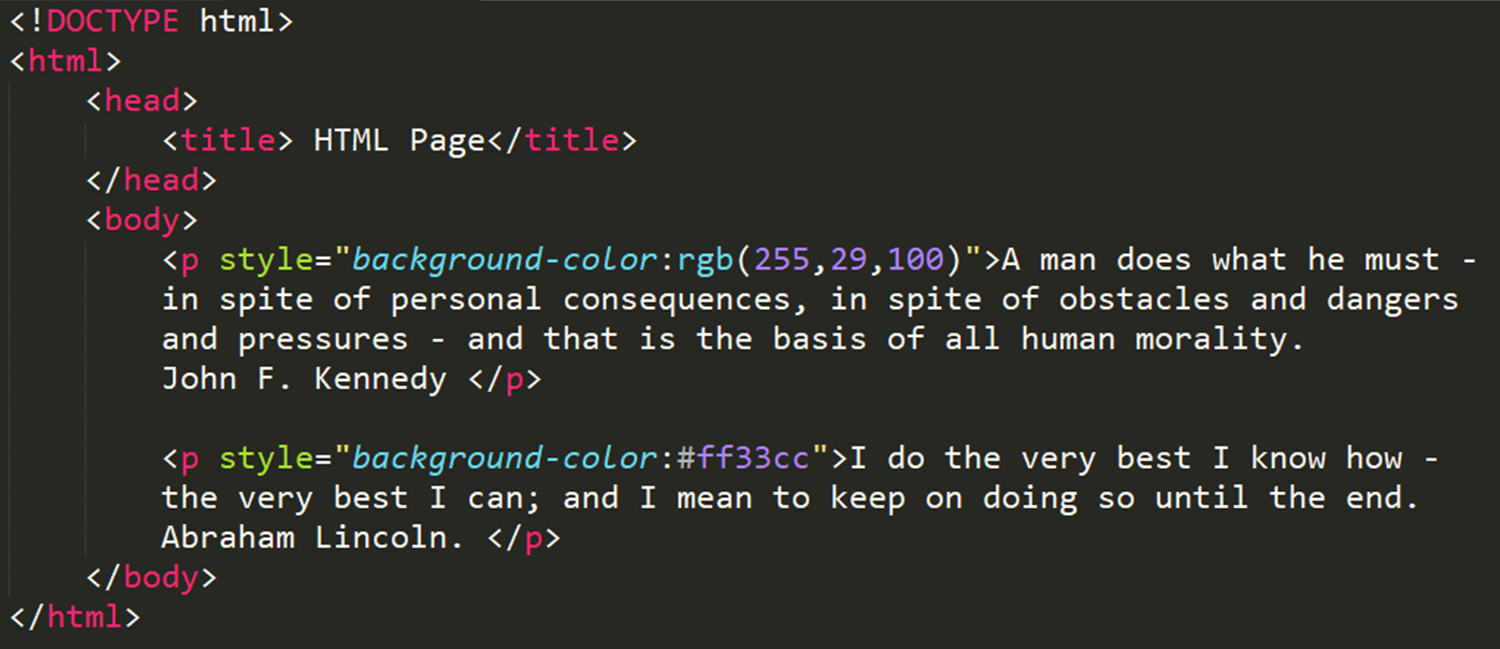 <!DOCTYPE html>
<html>
    <head>
        <title> HTML Page</title>
    </head>
    <body>
        <p style="background-color:rgb(255,29,100)">A man does what he must -
        in spite of personal consequences, in spite of obstacles and dangers
        and pressures - and that is the basis of all human morality.
        John F. Kennedy </p>

        <p style="background-color:#ff33cc">I do the very best I know how -
        the very best I can; and I mean to keep on doing so until the end.
        Abraham Lincoln. </p>
    </body>
</html>